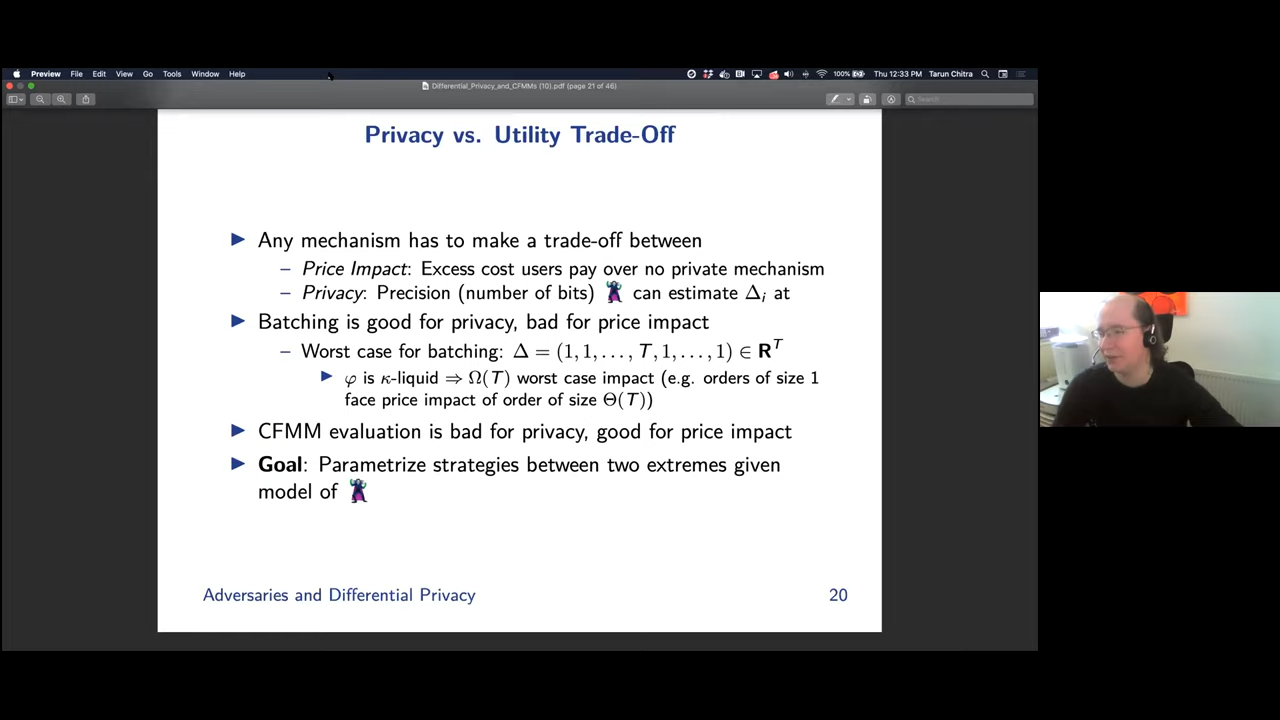 Preview File Edit View Go Tools Window Help 100% Thu 12:33 PM Tarun Chitra
Differential_Privacy_and_CFMMs (10).pdf (page 21 of 46)
Search
Privacy vs. Utility Trade-Off
▶ Any mechanism has to make a trade-off between
– Price Impact: Excess cost users pay over no private mechanism
– Privacy: Precision (number of bits) 🧙 can estimate Δᵢ at
▶ Batching is good for privacy, bad for price impact
– Worst case for batching: Δ = (1, 1, . . . , T, 1, . . . , 1) ∈ Rᵀ
▶ φ is κ-liquid ⇒ Ω(T) worst case impact (e.g. orders of size 1
face price impact of order of size Θ(T))
▶ CFMM evaluation is bad for privacy, good for price impact
▶ Goal: Parametrize strategies between two extremes given
model of 🧙
Adversaries and Differential Privacy 20